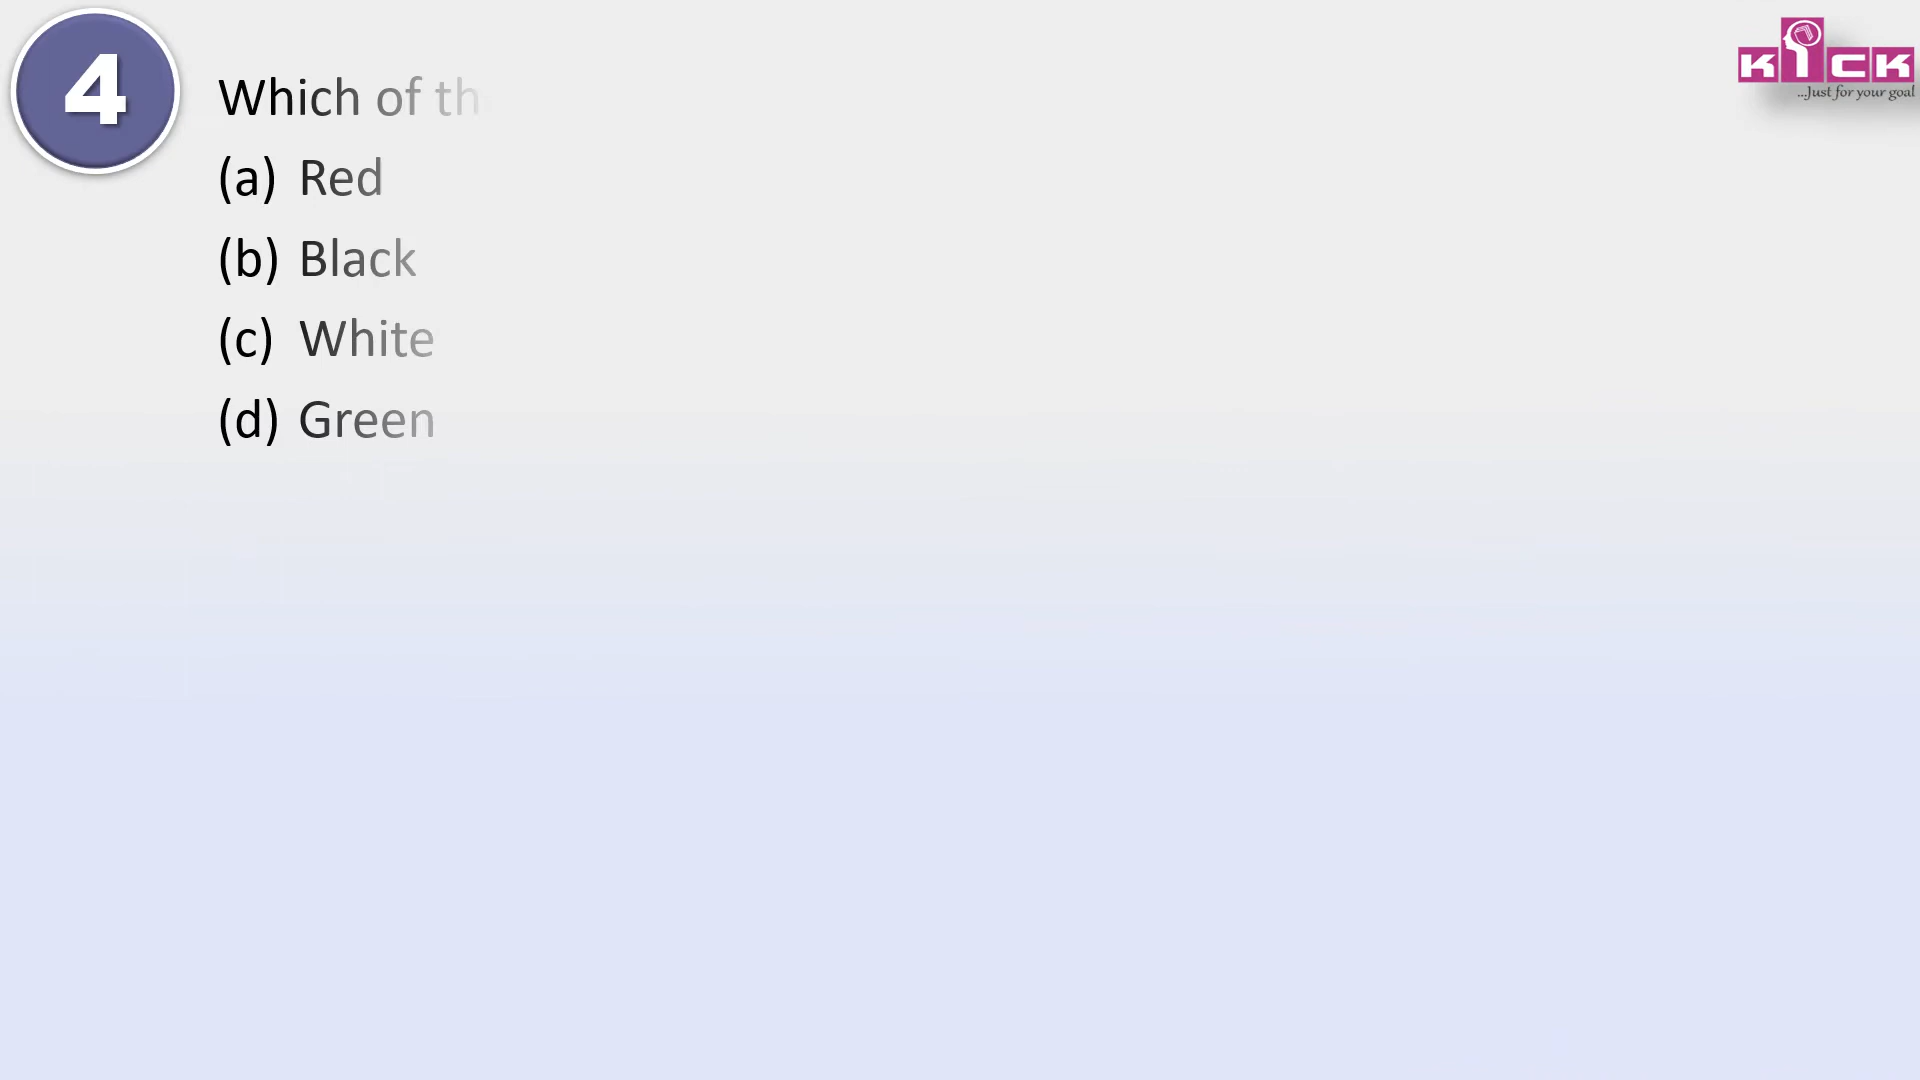 4
Which of th
(a) Red
(b) Black
(c) White
(d) Green
KICK
...Just for your goal